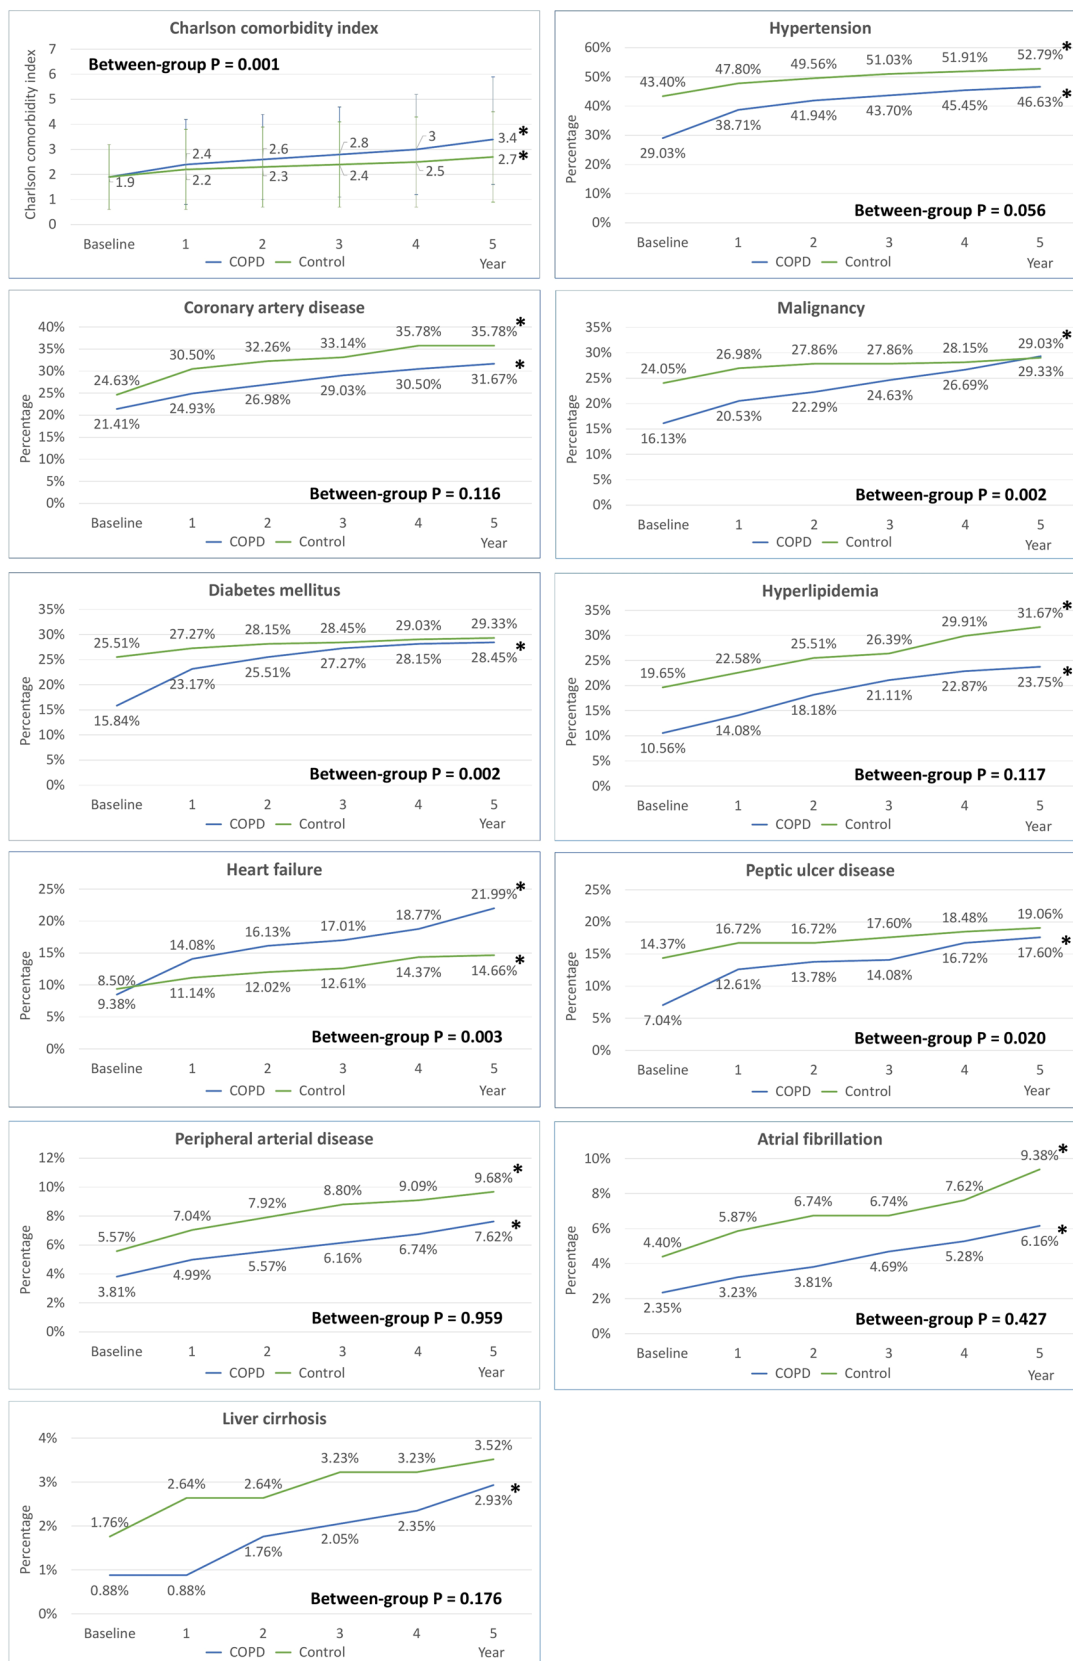 Charlson comorbidity index
Between-group P = 0.001
Charlson comorbidity index
7
6
5
4
3
2
1
0
1.9
2.4
2.6
2.8
3
3.4 *
2.2
2.3
2.4
2.5
2.7 *
Baseline 1 2 3 4 5
Year
COPD Control
Hypertension
Percentage
60%
50%
40%
30%
20%
10%
0%
43.40% 47.80% 49.56% 51.03% 51.91% 52.79% *
29.03% 38.71% 41.94% 43.70% 45.45% 46.63% *
Between-group P = 0.056
Baseline 1 2 3 4 5
Year
COPD Control
Coronary artery disease
Percentage
40%
35%
30%
25%
20%
15%
10%
5%
0%
24.63% 30.50% 32.26% 33.14% 35.78% 35.78% *
21.41% 24.93% 26.98% 29.03% 30.50% 31.67% *
Between-group P = 0.116
Baseline 1 2 3 4 5
Year
COPD Control
Malignancy
Percentage
35%
30%
25%
20%
15%
10%
5%
0%
24.05% 26.98% 27.86% 27.86% 28.15% 29.03% *
16.13% 20.53% 22.29% 24.63% 26.69% 29.33%
Between-group P = 0.002
Baseline 1 2 3 4 5
Year
COPD Control
Diabetes mellitus
Percentage
35%
30%
25%
20%
15%
10%
5%
0%
25.51% 27.27% 28.15% 28.45% 29.03% 29.33%
15.84% 23.17% 25.51% 27.27% 28.15% 28.45% *
Between-group P = 0.002
Baseline 1 2 3 4 5
Year
COPD Control
Hyperlipidemia
Percentage
35%
30%
25%
20%
15%
10%
5%
0%
19.65% 22.58% 25.51% 26.39% 29.91% 31.67% *
10.56% 14.08% 18.18% 21.11% 22.87% 23.75% *
Between-group P = 0.117
Baseline 1 2 3 4 5
Year
COPD Control
Heart failure
Percentage
25%
20%
15%
10%
5%
0%
8.50% 14.08% 16.13% 17.01% 18.77% 21.99% *
9.38% 11.14% 12.02% 12.61% 14.37% 14.66% *
Between-group P = 0.003
Baseline 1 2 3 4 5
Year
COPD Control
Peptic ulcer disease
Percentage
25%
20%
15%
10%
5%
0%
14.37% 16.72% 16.72% 17.60% 18.48% 19.06%
7.04% 12.61% 13.78% 14.08% 16.72% 17.60% *
Between-group P = 0.020
Baseline 1 2 3 4 5
Year
COPD Control
Peripheral arterial disease
Percentage
12%
10%
8%
6%
4%
2%
0%
5.57% 7.04% 7.92% 8.80% 9.09% 9.68% *
3.81% 4.99% 5.57% 6.16% 6.74% 7.62% *
Between-group P = 0.959
Baseline 1 2 3 4 5
Year
COPD Control
Atrial fibrillation
Percentage
10%
8%
6%
4%
2%
0%
4.40% 5.87% 6.74% 6.74% 7.62% 9.38% *
2.35% 3.23% 3.81% 4.69% 5.28% 6.16% *
Between-group P = 0.427
Baseline 1 2 3 4 5
Year
COPD Control
Liver cirrhosis
Percentage
4%
3%
2%
1%
0%
1.76% 2.64% 2.64% 3.23% 3.23% 3.52%
0.88% 0.88% 1.76% 2.05% 2.35% 2.93% *
Between-group P = 0.176
Baseline 1 2 3 4 5
Year
COPD Control